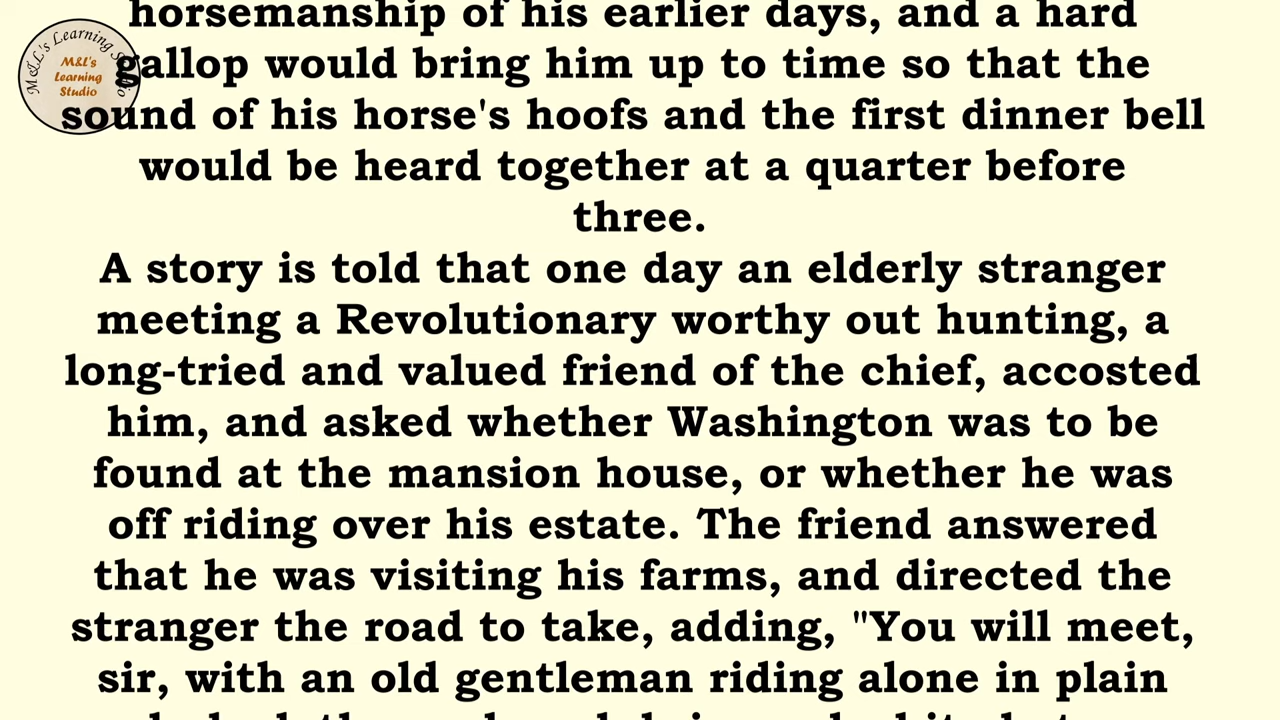 horsemanship of his earlier days, and a hard
gallop would bring him up to time so that the
sound of his horse's hoofs and the first dinner bell
would be heard together at a quarter before
three.
A story is told that one day an elderly stranger
meeting a Revolutionary worthy out hunting, a
long-tried and valued friend of the chief, accosted
him, and asked whether Washington was to be
found at the mansion house, or whether he was
off riding over his estate. The friend answered
that he was visiting his farms, and directed the
stranger the road to take, adding, "You will meet,
sir, with an old gentleman riding alone in plain
M&L's Learning Studio
M&L's
Learning
Studio